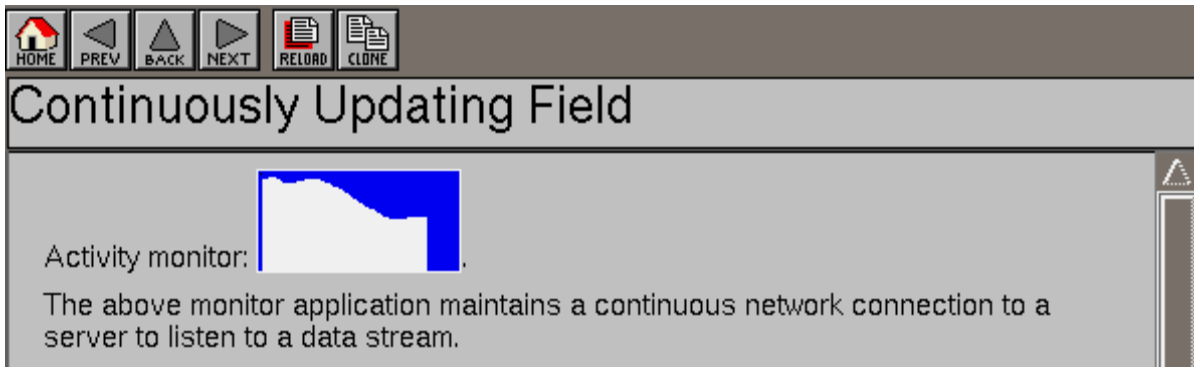 HOME PREV BACK NEXT RELOAD CLONE
Continuously Updating Field
Activity monitor: .
The above monitor application maintains a continuous network connection to a
server to listen to a data stream.